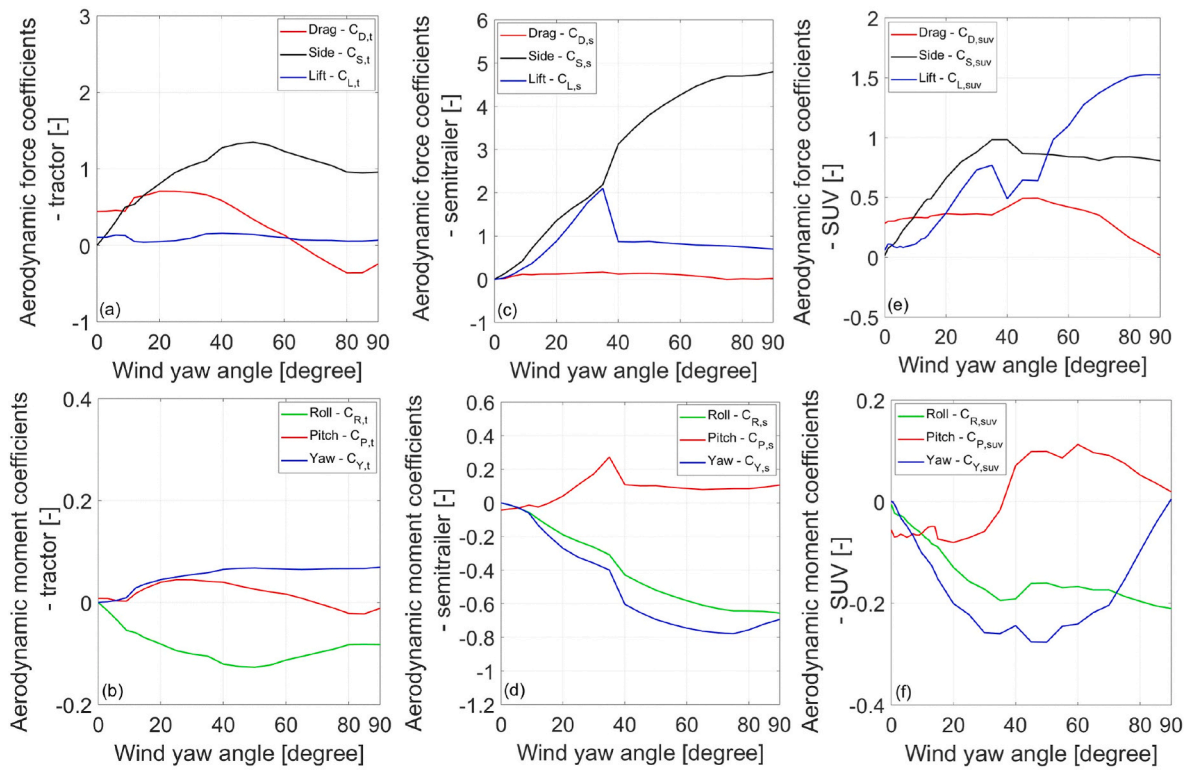 Aerodynamic force coefficients
- tractor [-]
3
2
1
0
-1
Drag - C_D,t
Side - C_S,t
Lift - C_L,t
(a)
0 20 40 60 80 90
Wind yaw angle [degree]
Aerodynamic force coefficients
- semitrailer [-]
6
5
4
3
2
1
0
-1
Drag - C_D,s
Side - C_S,s
Lift - C_L,s
(c)
0 20 40 60 80 90
Wind yaw angle [degree]
Aerodynamic force coefficients
- SUV [-]
2
1.5
1
0.5
0
-0.5
Drag - C_D,suv
Side - C_S,suv
Lift - C_L,suv
(e)
0 20 40 60 80 90
Wind yaw angle [degree]
Aerodynamic moment coefficients
- tractor [-]
0.4
0.2
0
-0.2
Roll - C_R,t
Pitch - C_P,t
Yaw - C_Y,t
(b)
0 20 40 60 80 90
Wind yaw angle [degree]
Aerodynamic moment coefficients
- semitrailer [-]
0.6
0.4
0.2
0
-0.2
-0.4
-0.6
-0.8
-1
-1.2
Roll - C_R,s
Pitch - C_P,s
Yaw - C_Y,s
(d)
0 20 40 60 80 90
Wind yaw angle [degree]
Aerodynamic moment coefficients
- SUV [-]
0.2
0
-0.2
-0.4
Roll - C_R,suv
Pitch - C_P,suv
Yaw - C_Y,suv
(f)
0 20 40 60 80 90
Wind yaw angle [degree]